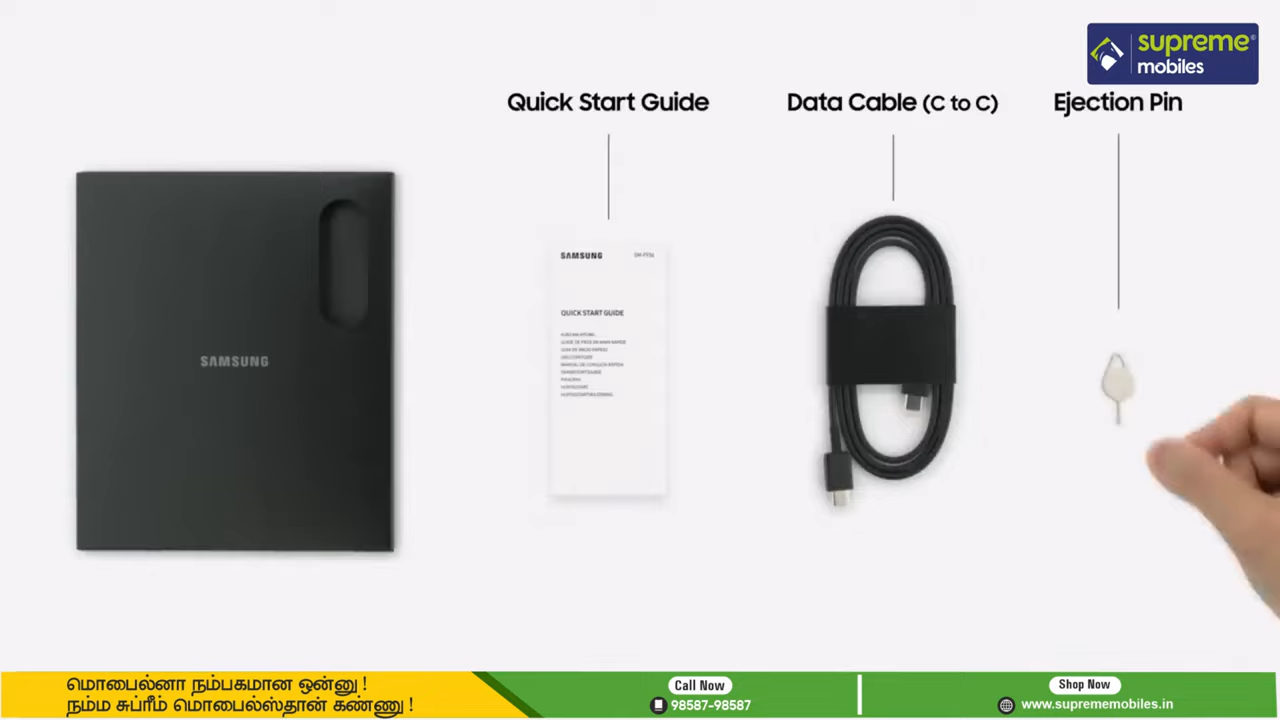 supreme
mobiles
Quick Start Guide
Data Cable (C to C)
Ejection Pin
SAMSUNG
SAMSUNG
QUICK START GUIDE
மொபைல்னா நம்பகமான ஒன்னு !
நம்ம சுப்ரீம் மொபைல்ஸ்தான் கண்ணு !
Call Now
98587-98587
Shop Now
www.suprememobiles.in